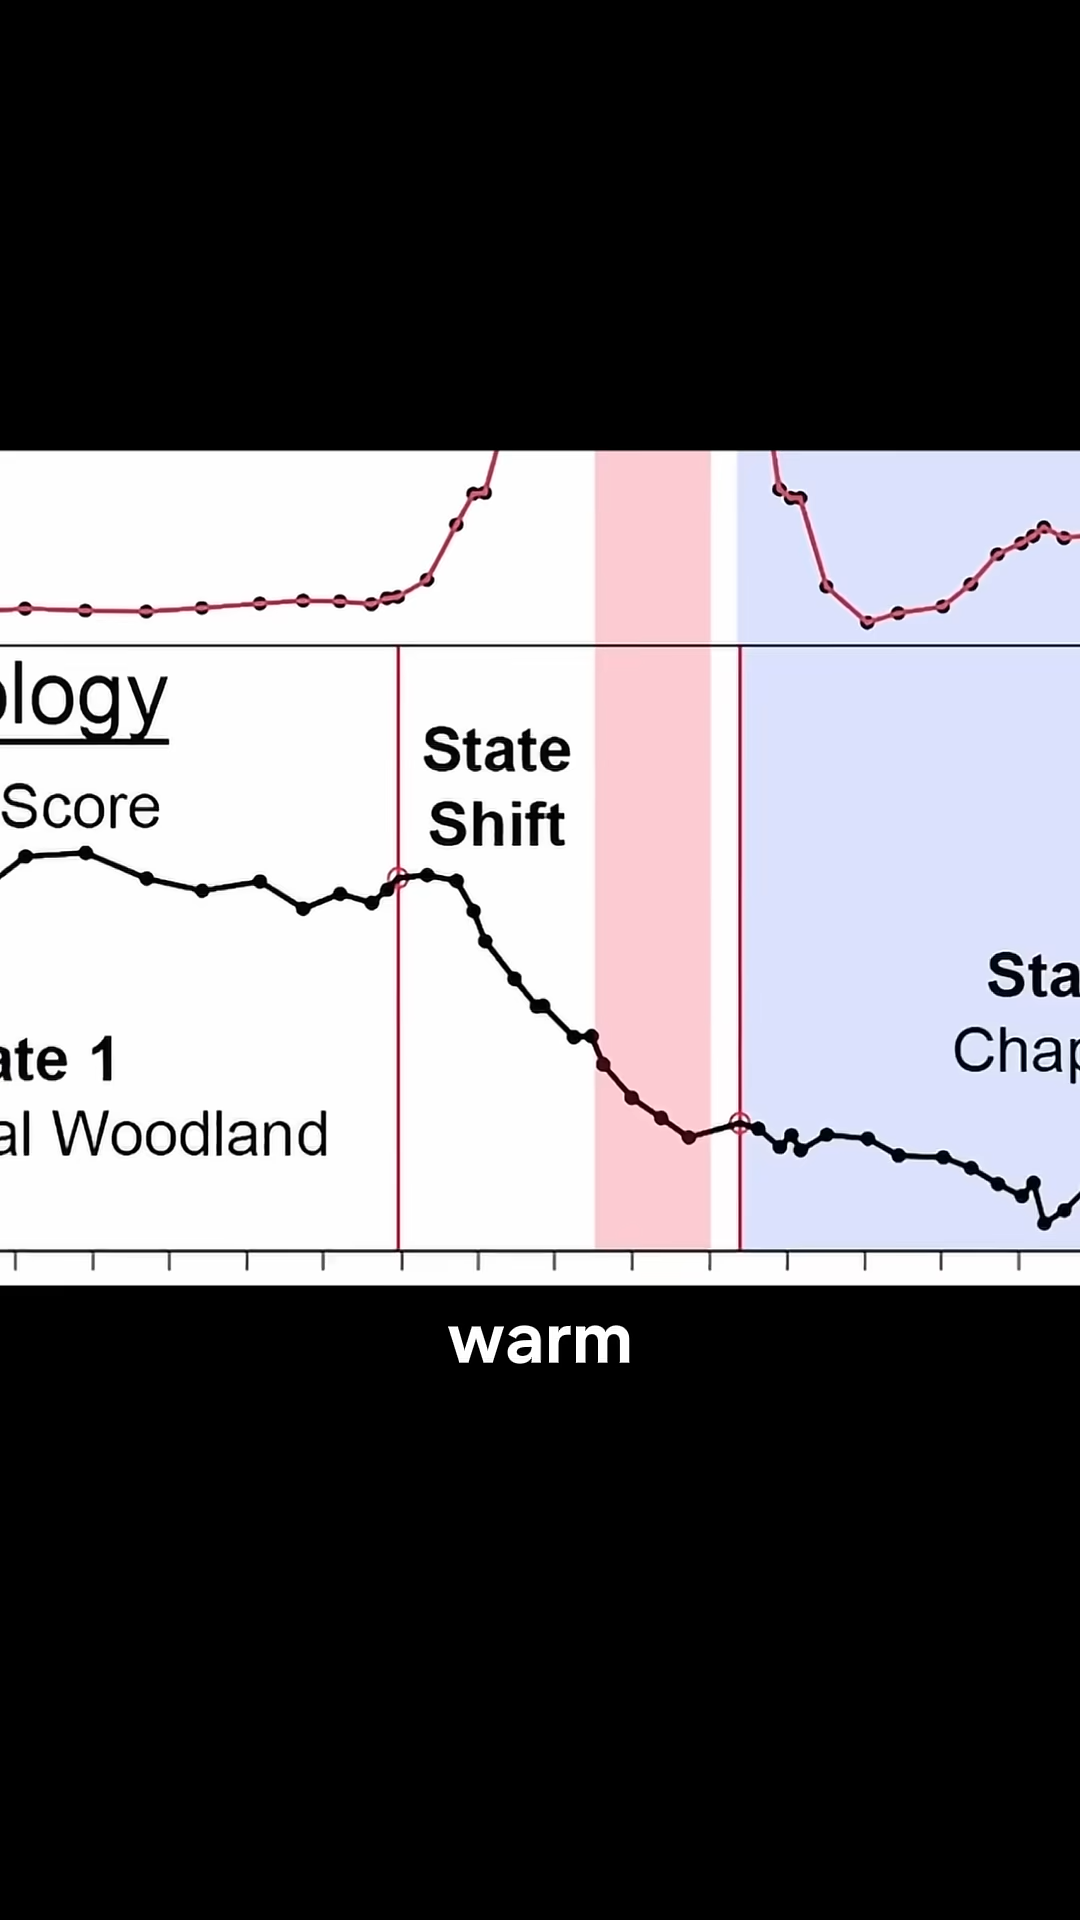 ology
Score
State
Shift
ate 1
al Woodland
Sta
Chap
warm